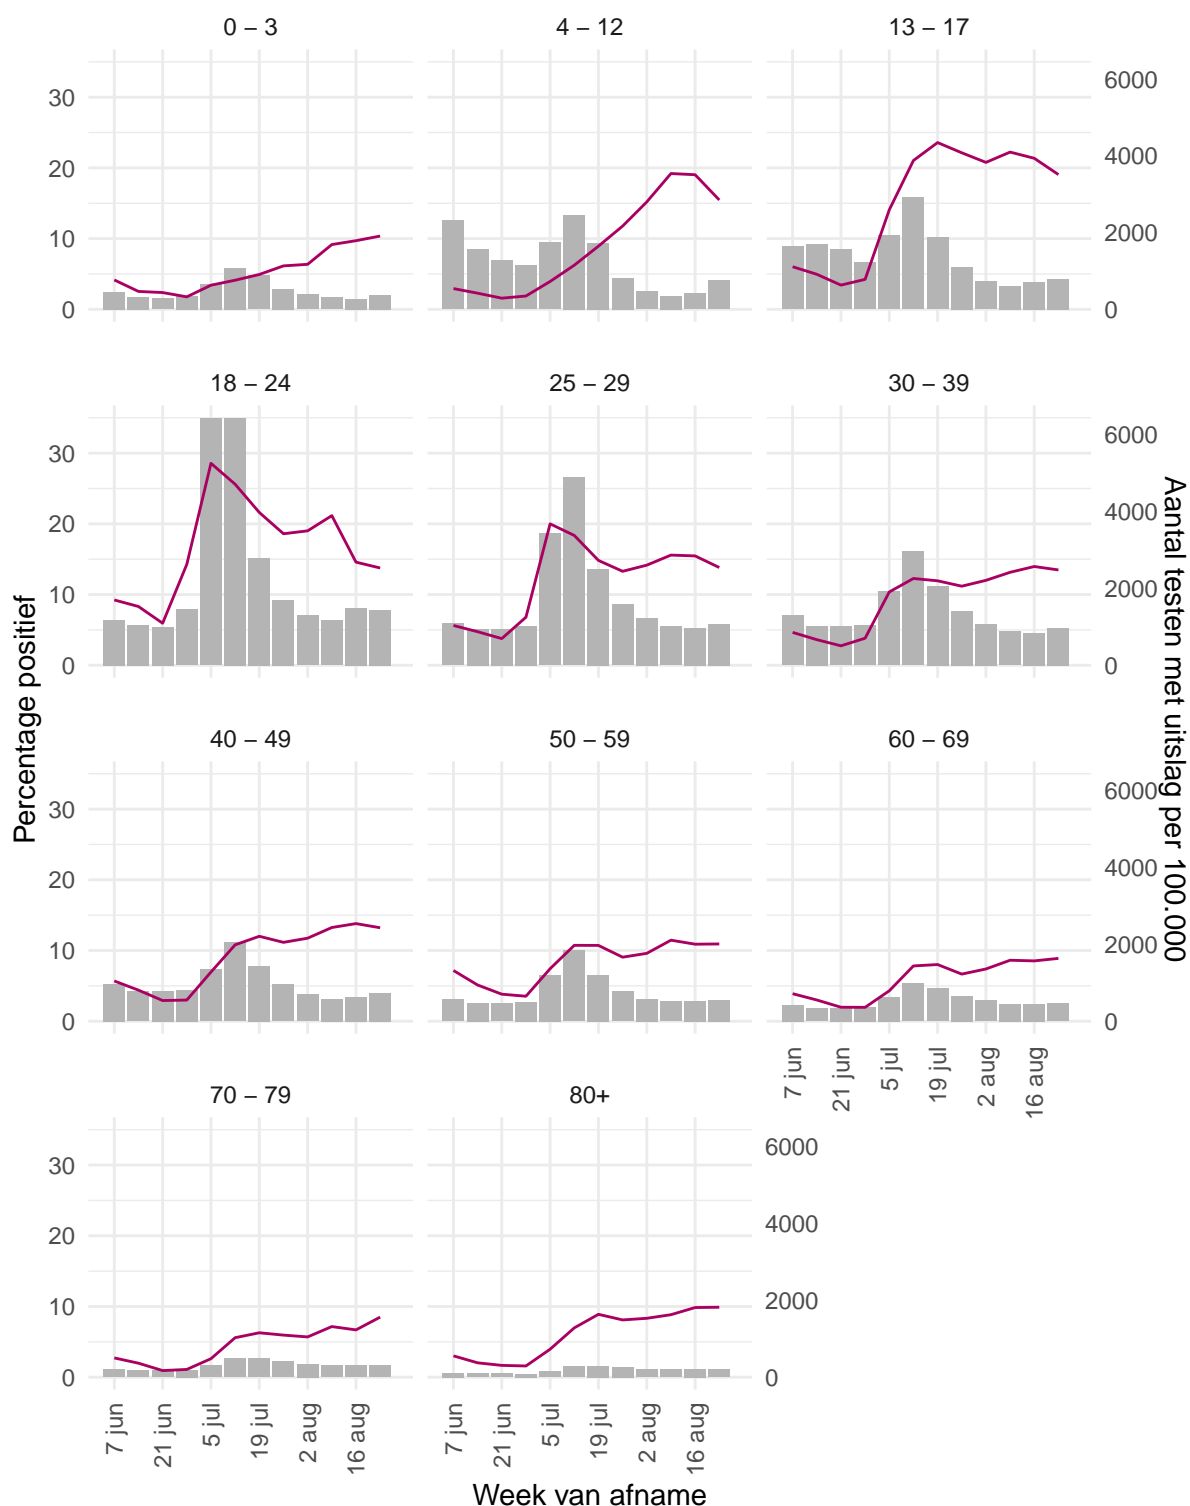 0 – 3
4 – 12
13 – 17
30
20
10
0
6000
4000
2000
0
18 – 24
25 – 29
30 – 39
30
20
10
0
6000
4000
2000
0
Percentage positief
Aantal testen met uitslag per 100.000
40 – 49
50 – 59
60 – 69
30
20
10
0
6000
4000
2000
0
7 jun
21 jun
5 jul
19 jul
2 aug
16 aug
70 – 79
80+
30
20
10
0
6000
4000
2000
0
7 jun
21 jun
5 jul
19 jul
2 aug
16 aug
7 jun
21 jun
5 jul
19 jul
2 aug
16 aug
Week van afname